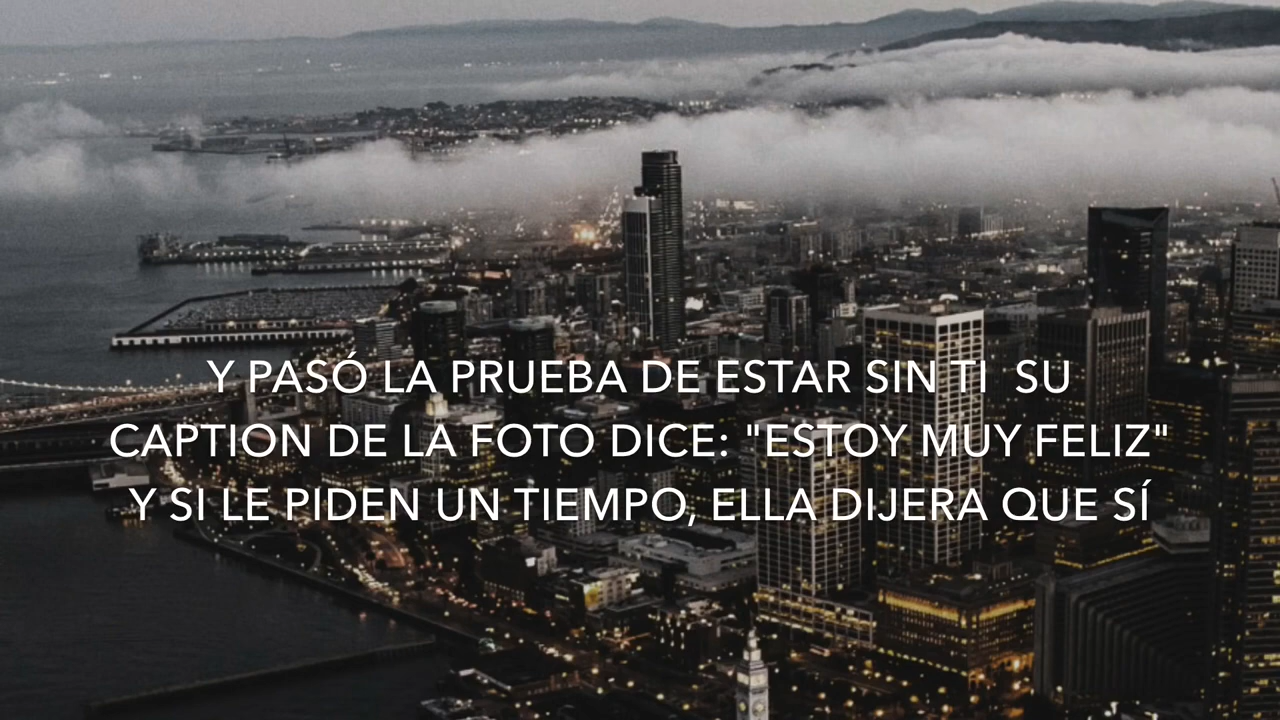 Y PASÓ LA PRUEBA DE ESTAR SIN TI  SU
CAPTION DE LA FOTO DICE: "ESTOY MUY FELIZ"
Y SI LE PIDEN UN TIEMPO, ELLA DIJERA QUE SÍ